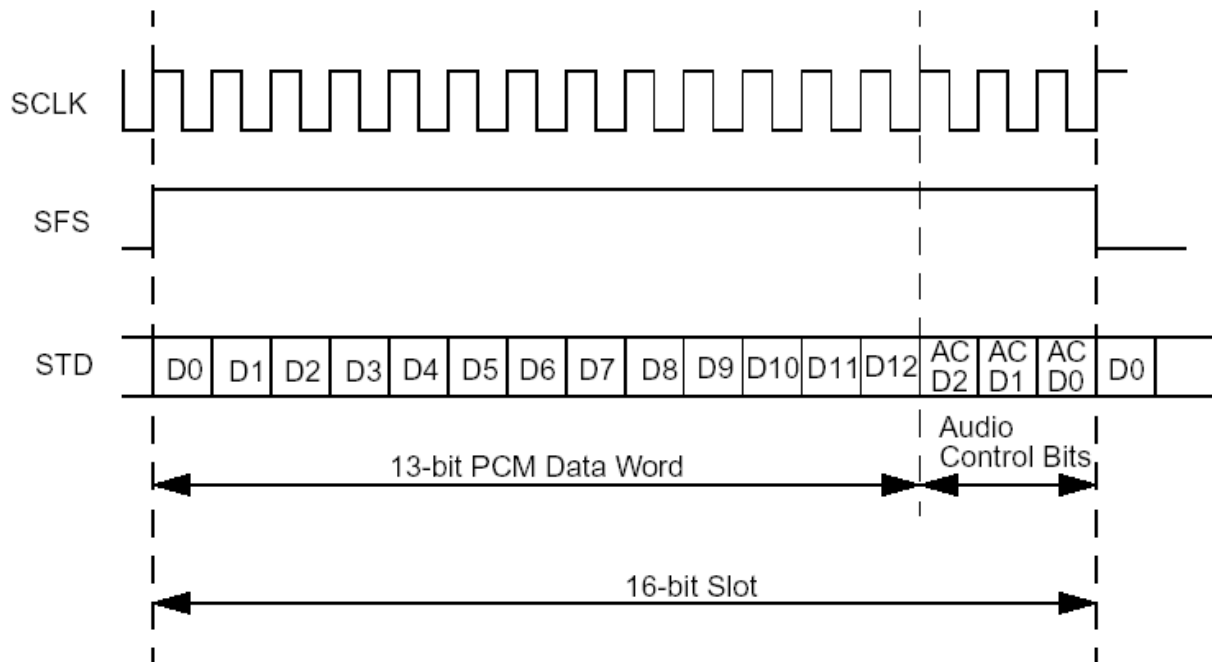 SCLK
SFS
STD
D0 D1 D2 D3 D4 D5 D6 D7 D8 D9 D10 D11 D12 AC D2 AC D1 AC D0 D0
13-bit PCM Data Word
Audio
Control Bits
16-bit Slot